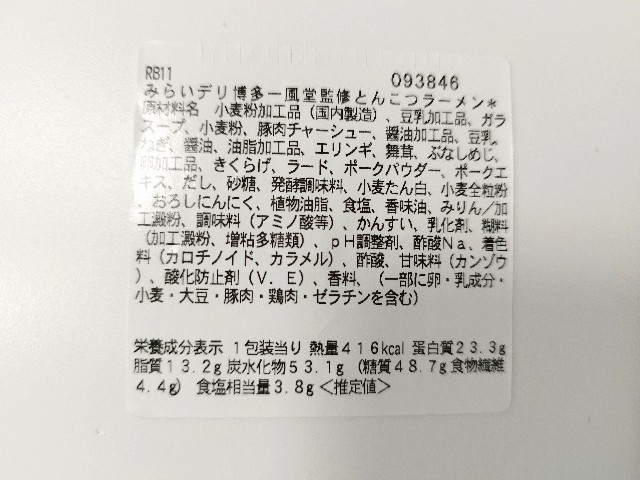 RB11
093846
みらいデリ博多一風堂監修とんこつラーメン*
原材料名 小麦粉加工品(国内製造)、豆乳加工品、ガラ
スープ、小麦粉、豚肉チャーシュー、醤油加工品、豆乳、
ねぎ、醤油、油脂加工品、エリンギ、舞茸、ぶなしめじ、
卵加工品、きくらげ、ラード、ポークパウダー、ポークエ
キス、だし、砂糖、発酵調味料、小麦たん白、小麦全粒粉
、おろしにんにく、植物油脂、食塩、香味油、みりん/加
工澱粉、調味料(アミノ酸等)、かんすい、乳化剤、糊料
(加工澱粉、増粘多糖類)、pH調整剤、酢酸Na、着色
料(カロチノイド、カラメル)、酢酸、甘味料(カンゾウ
)、酸化防止剤(V.E)、香料、(一部に卵・乳成分・
小麦・大豆・豚肉・鶏肉・ゼラチンを含む)
栄養成分表示 1包装当り 熱量416kcal 蛋白質23.3g
脂質13.2g 炭水化物53.1g (糖質48.7g 食物繊維
4.4g) 食塩相当量3.8g<推定値>